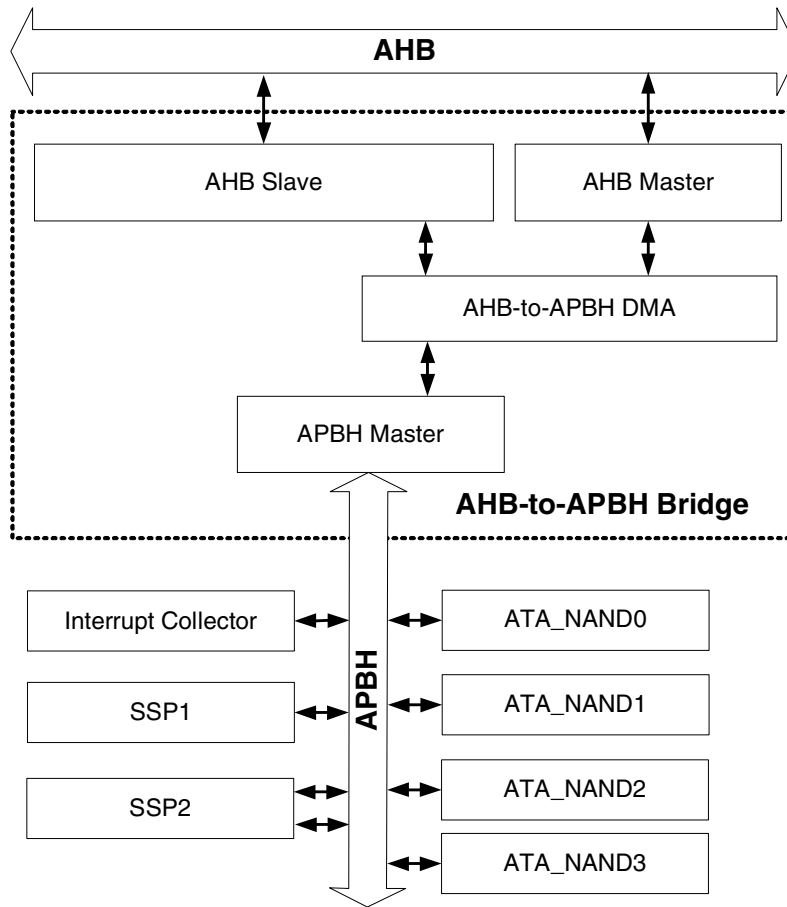 AHB
AHB Slave
AHB Master
AHB-to-APBH DMA
APBH Master
AHB-to-APBH Bridge
Interrupt Collector
ATA_NAND0
APBH
SSP1
ATA_NAND1
SSP2
ATA_NAND2
ATA_NAND3